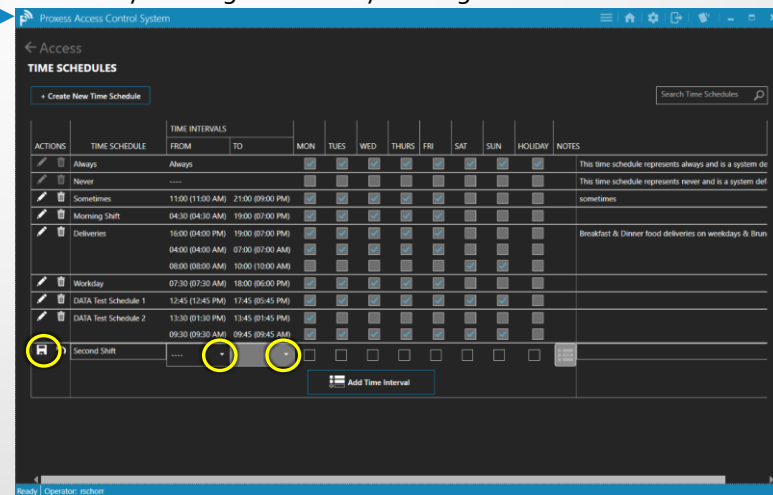 Proxess Access Control System
Access
TIME SCHEDULES
+ Create New Time Schedule
Search Time Schedules
TIME INTERVALS
ACTIONS TIME SCHEDULE FROM TO MON TUES WED THURS FRI SAT SUN HOLIDAY NOTES
Always Always This time schedule represents always and is a system de
Never ---- This time schedule represents never and is a system def
Sometimes 11:00 (11:00 AM) 21:00 (09:00 PM) sometimes
Morning Shift 04:30 (04:30 AM) 19:00 (07:00 PM)
Deliveries 16:00 (04:00 PM) 19:00 (07:00 PM) Breakfast & Dinner food deliveries on weekdays & Brun
04:00 (04:00 AM) 07:00 (07:00 AM)
08:00 (08:00 AM) 10:00 (10:00 AM)
Workday 07:30 (07:30 AM) 18:00 (06:00 PM)
DATA Test Schedule 1 12:45 (12:45 PM) 17:45 (05:45 PM)
DATA Test Schedule 2 13:30 (01:30 PM) 13:45 (01:45 PM)
09:30 (09:30 AM) 09:45 (09:45 AM)
Second Shift ----
Add Time Interval
Ready Operator: rschorr